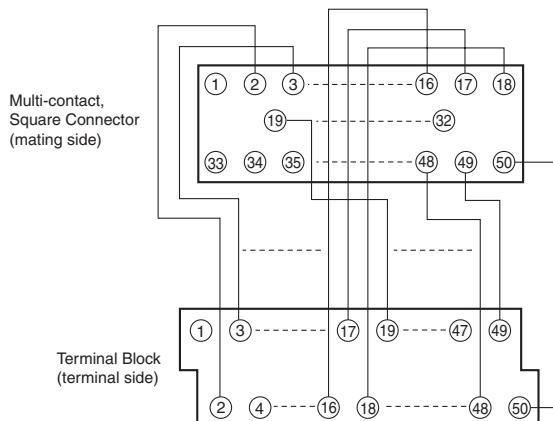 1 2 3 16 17 18
Multi-contact,
Square Connector
(mating side)
19 32
33 34 35 48 49 50
1 3 17 19 47 49
Terminal Block
(terminal side)
2 4 16 18 48 50